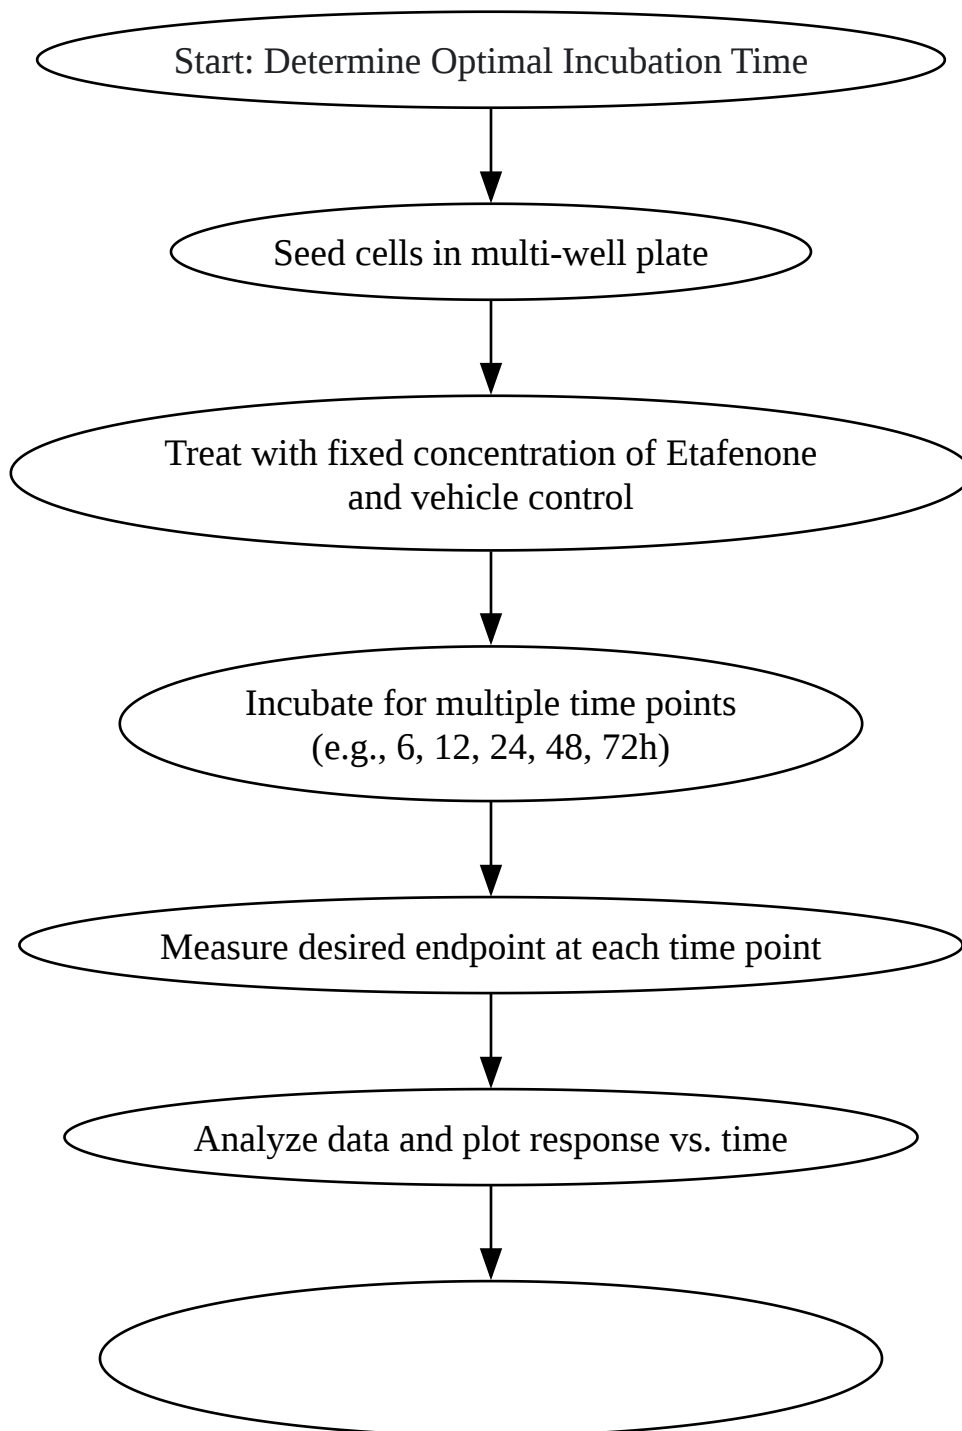 Start: Determine Optimal Incubation Time
Seed cells in multi-well plate
Treat with fixed concentration of Etafenone
and vehicle control
Incubate for multiple time points
(e.g., 6, 12, 24, 48, 72h)
Measure desired endpoint at each time point
Analyze data and plot response vs. time